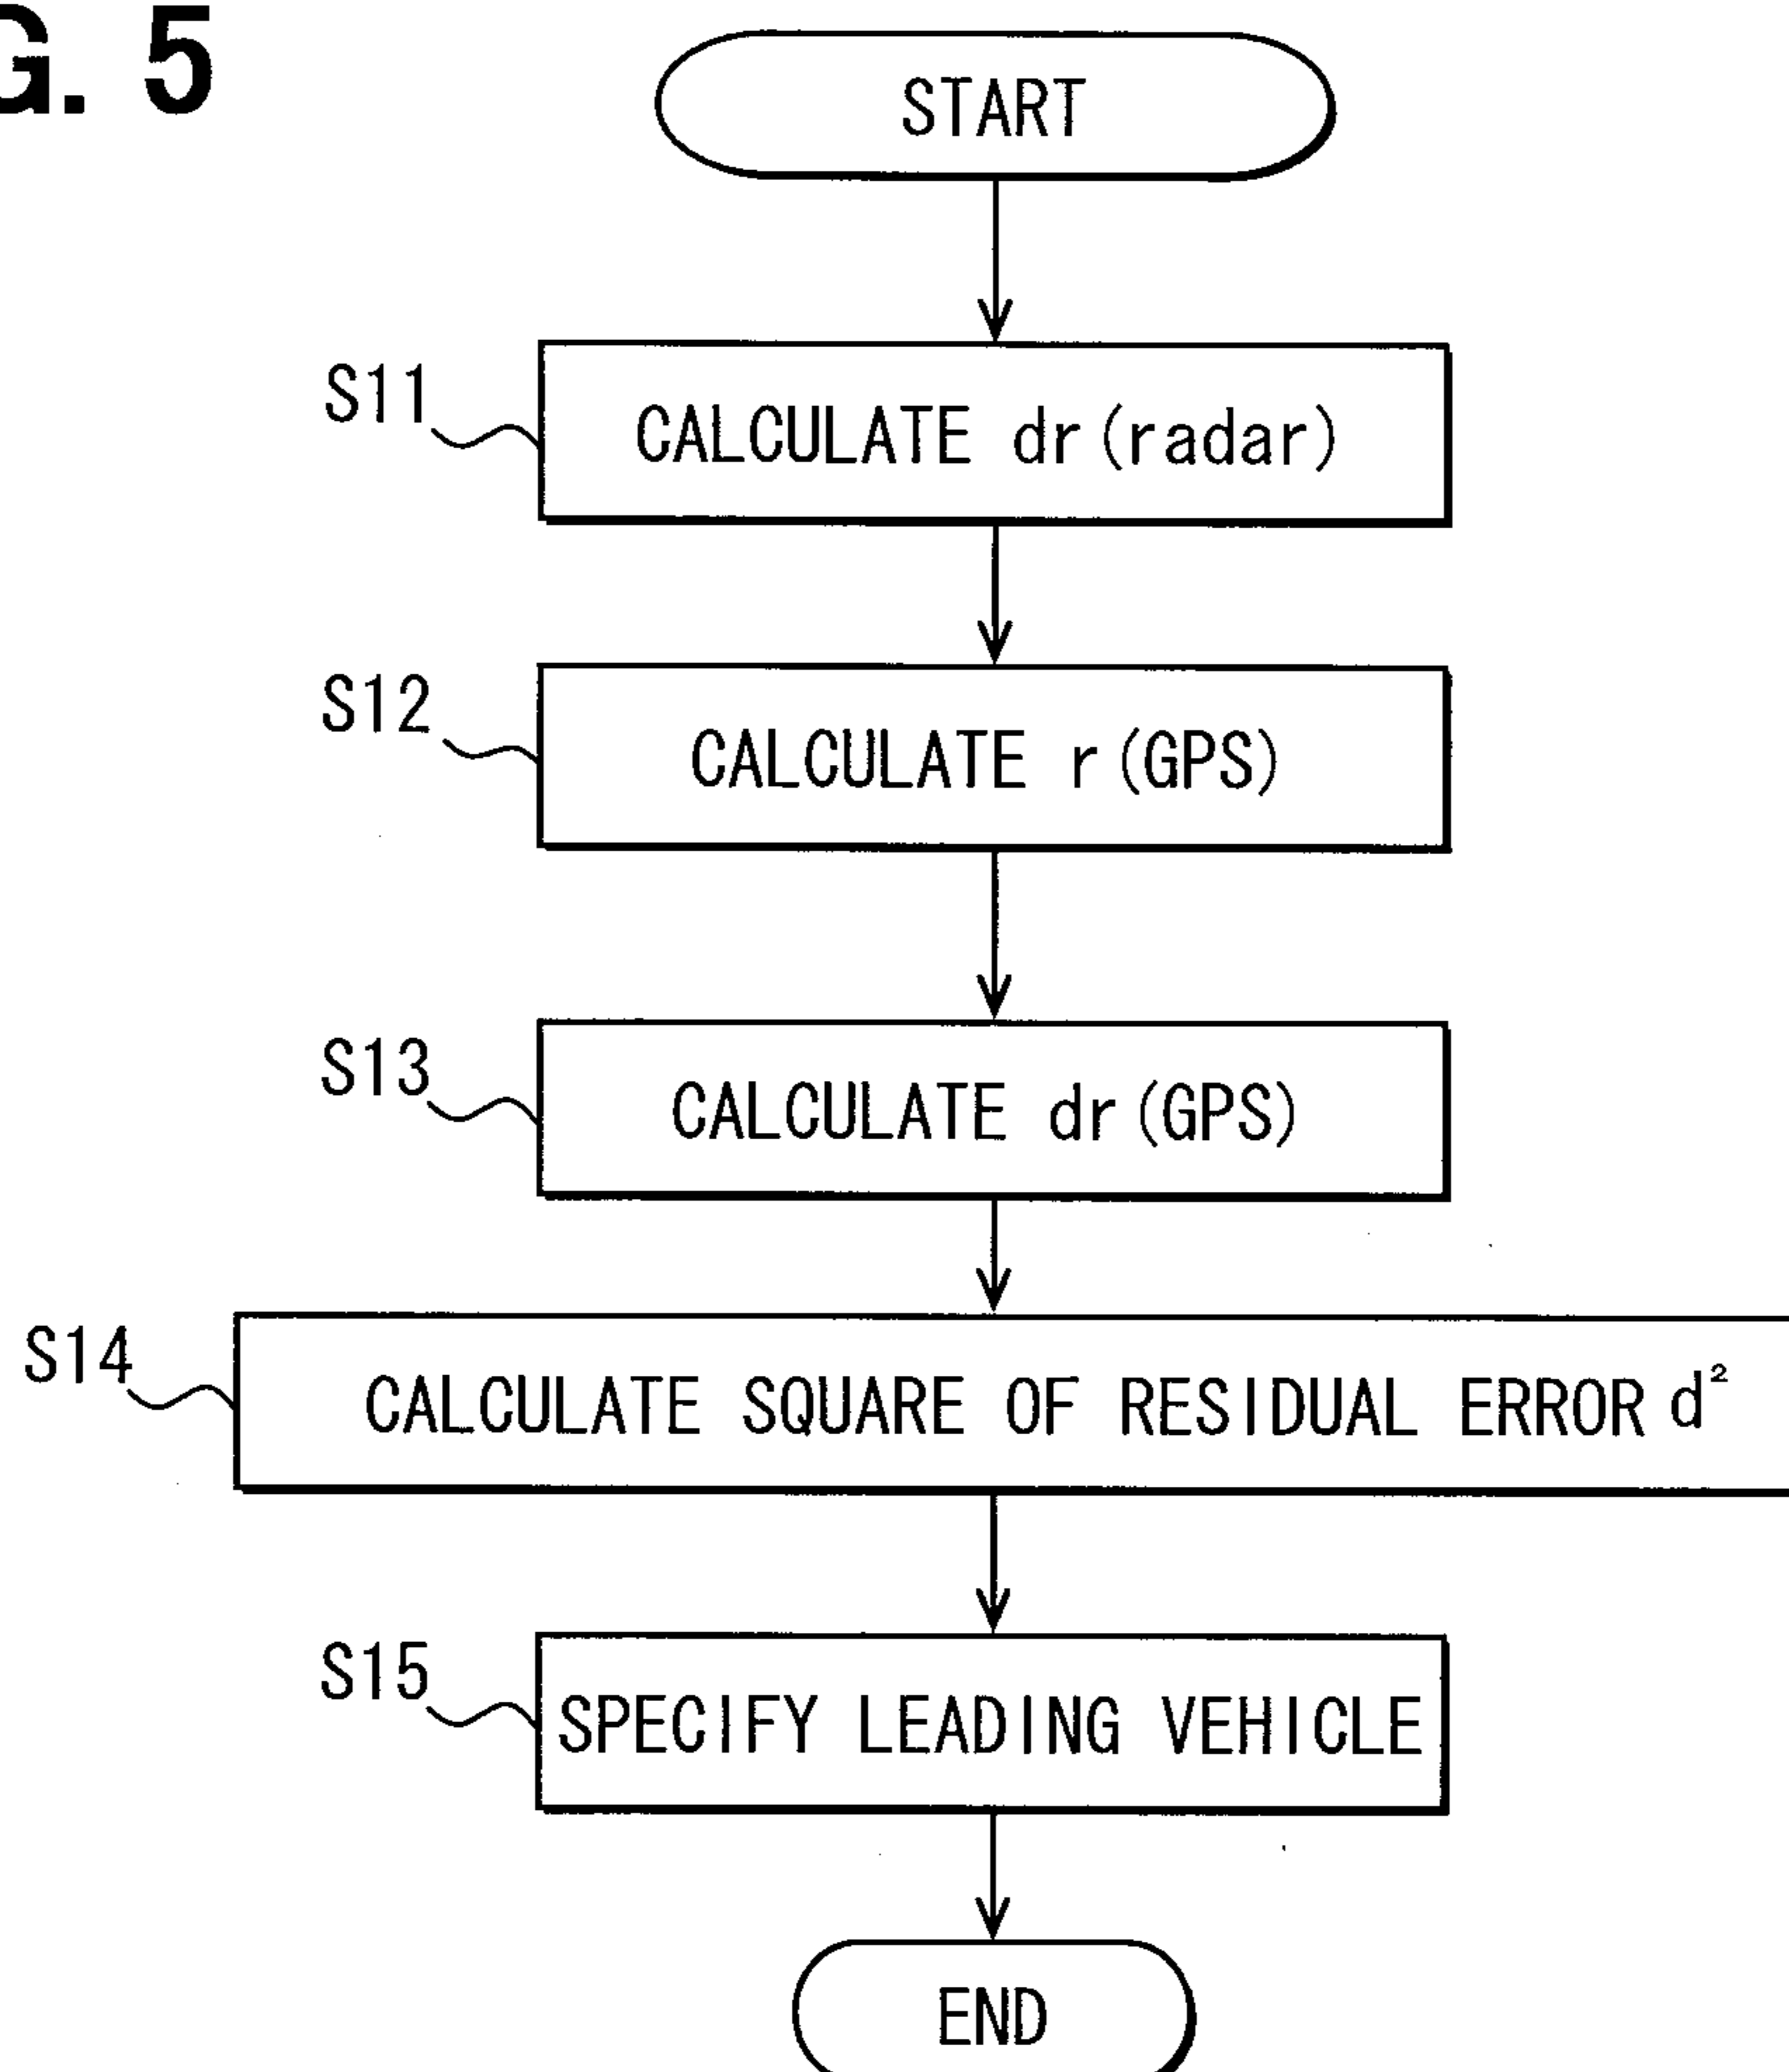 G. 5
START
S11
CALCULATE dr(radar)
S12
CALCULATE r(GPS)
S13
CALCULATE dr(GPS)
S14
CALCULATE SQUARE OF RESIDUAL ERROR d²
S15
SPECIFY LEADING VEHICLE
END